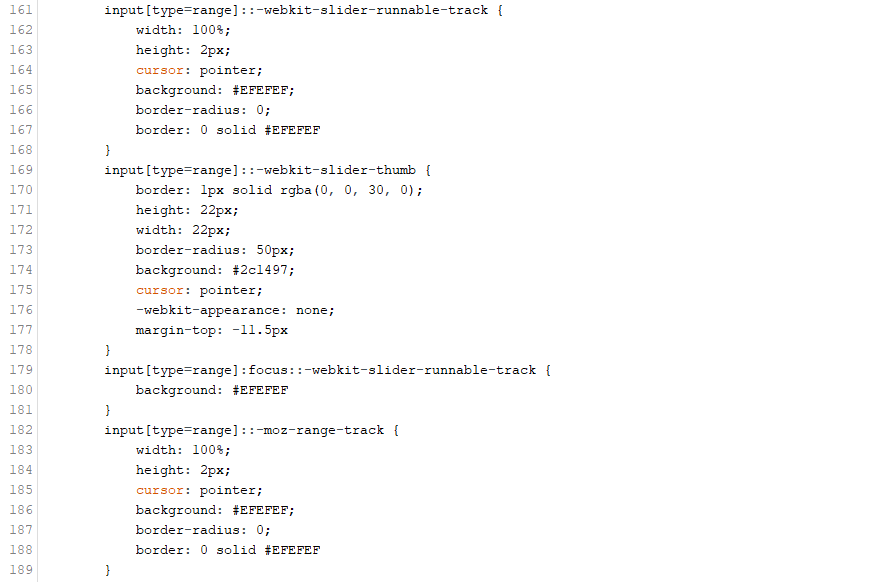 161 input[type=range]::-webkit-slider-runnable-track {
162 width: 100%;
163 height: 2px;
164 cursor: pointer;
165 background: #EFEFEF;
166 border-radius: 0;
167 border: 0 solid #EFEFEF
168 }
169 input[type=range]::-webkit-slider-thumb {
170 border: 1px solid rgba(0, 0, 30, 0);
171 height: 22px;
172 width: 22px;
173 border-radius: 50px;
174 background: #2c1497;
175 cursor: pointer;
176 -webkit-appearance: none;
177 margin-top: -11.5px
178 }
179 input[type=range]:focus::-webkit-slider-runnable-track {
180 background: #EFEFEF
181 }
182 input[type=range]::-moz-range-track {
183 width: 100%;
184 height: 2px;
185 cursor: pointer;
186 background: #EFEFEF;
187 border-radius: 0;
188 border: 0 solid #EFEFEF
189 }